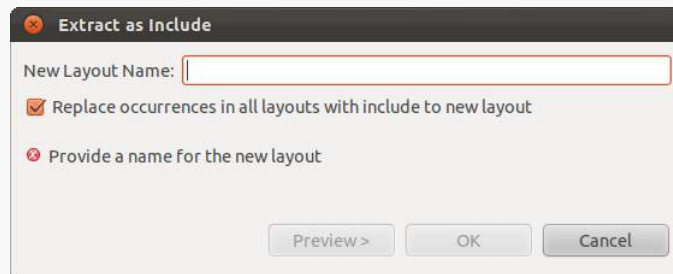 Extract as Include
New Layout Name:
Replace occurrences in all layouts with include to new layout
Provide a name for the new layout
Preview > OK Cancel